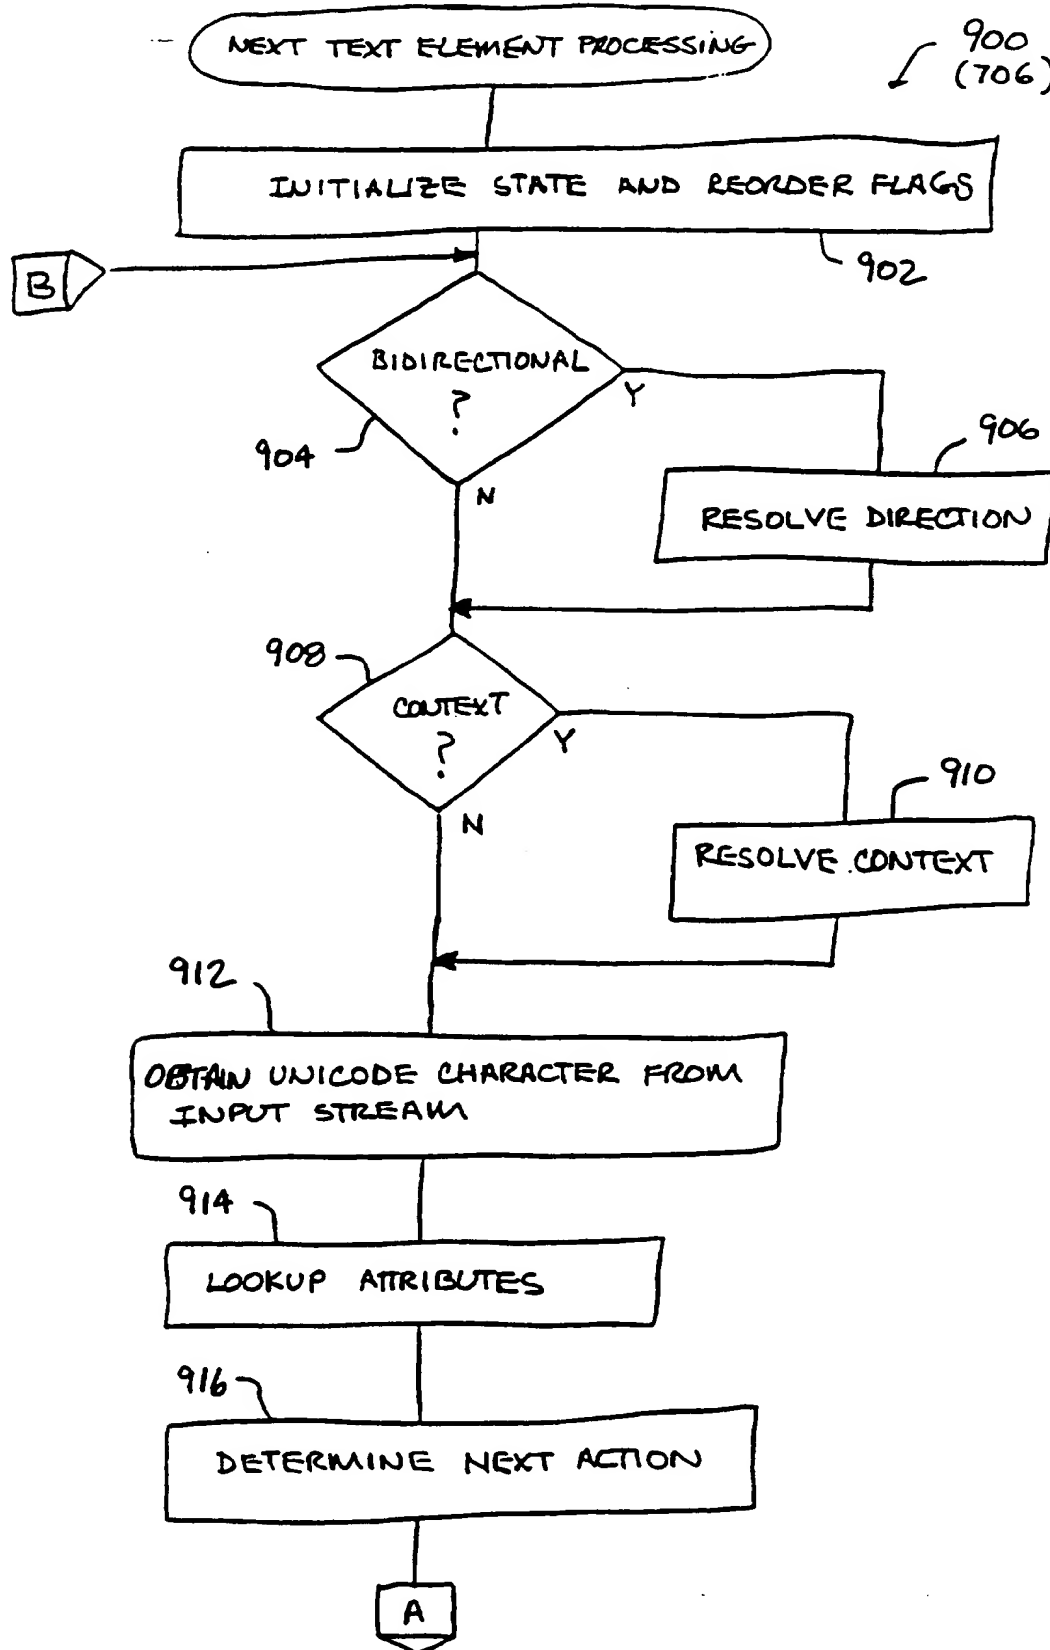 NEXT TEXT ELEMENT PROCESSING
900
(706)
INITIALIZE STATE AND REORDER FLAGS
902
B
BIDIRECTIONAL
?
Y
904
N
906
RESOLVE DIRECTION
908
CONTEXT
?
Y
N
910
RESOLVE CONTEXT
912
OBTAIN UNICODE CHARACTER FROM
INPUT STREAM
914
LOOKUP ATTRIBUTES
916
DETERMINE NEXT ACTION
A